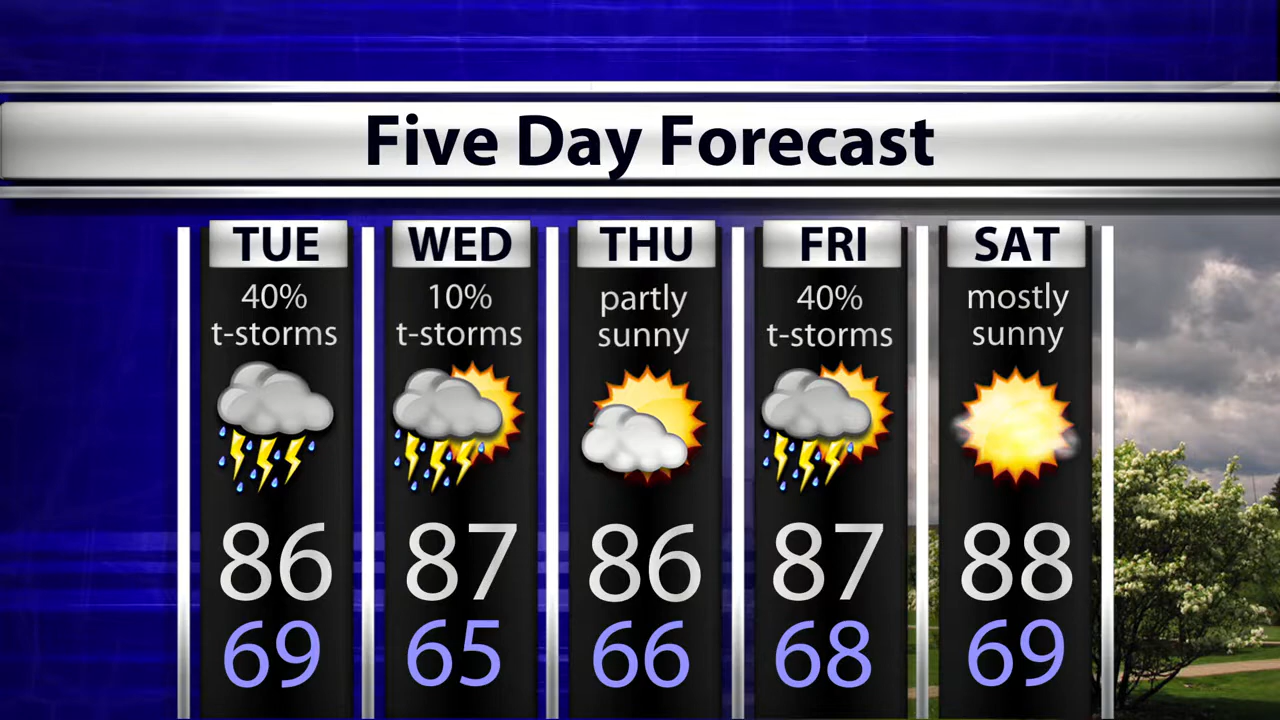 Five Day Forecast
TUE
40%
t-storms
86
69
WED
10%
t-storms
87
65
THU
partly
sunny
86
66
FRI
40%
t-storms
87
68
SAT
mostly
sunny
88
69